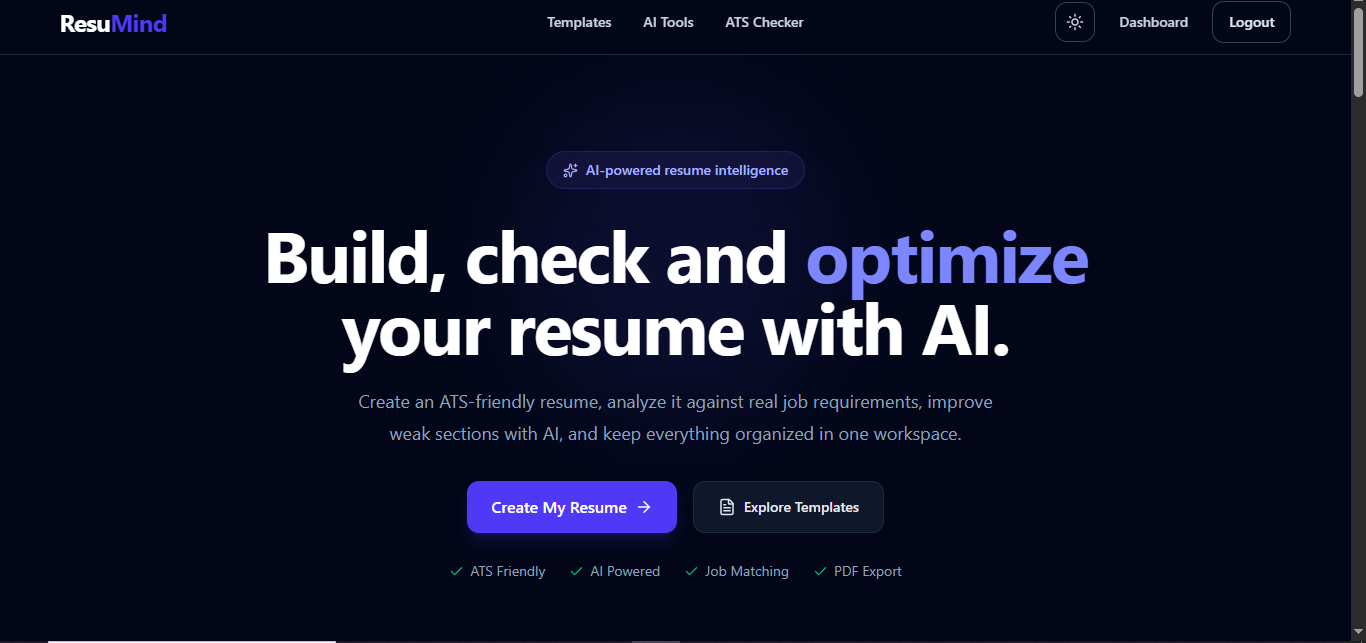 ResuMind
Templates
AI Tools
ATS Checker
Dashboard
Logout
AI-powered resume intelligence
Build, check and optimize
your resume with AI.
Create an ATS-friendly resume, analyze it against real job requirements, improve
weak sections with AI, and keep everything organized in one workspace.
Create My Resume
Explore Templates
ATS Friendly
AI Powered
Job Matching
PDF Export